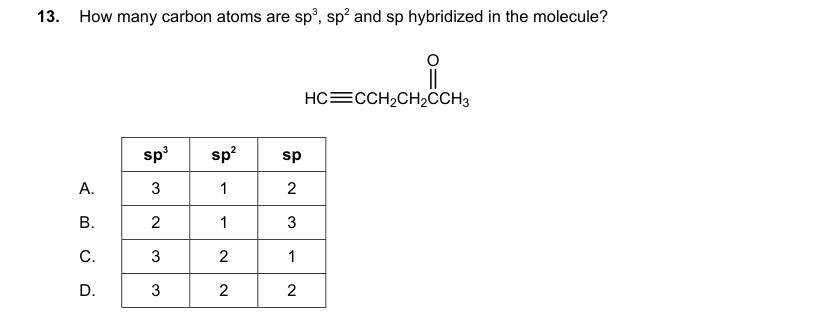 13. How many carbon atoms are sp³, sp² and sp hybridized in the molecule?
O
HC≡CCH₂CH₂CCH₃
sp³ sp² sp
A. 3 1 2
B. 2 1 3
C. 3 2 1
D. 3 2 2